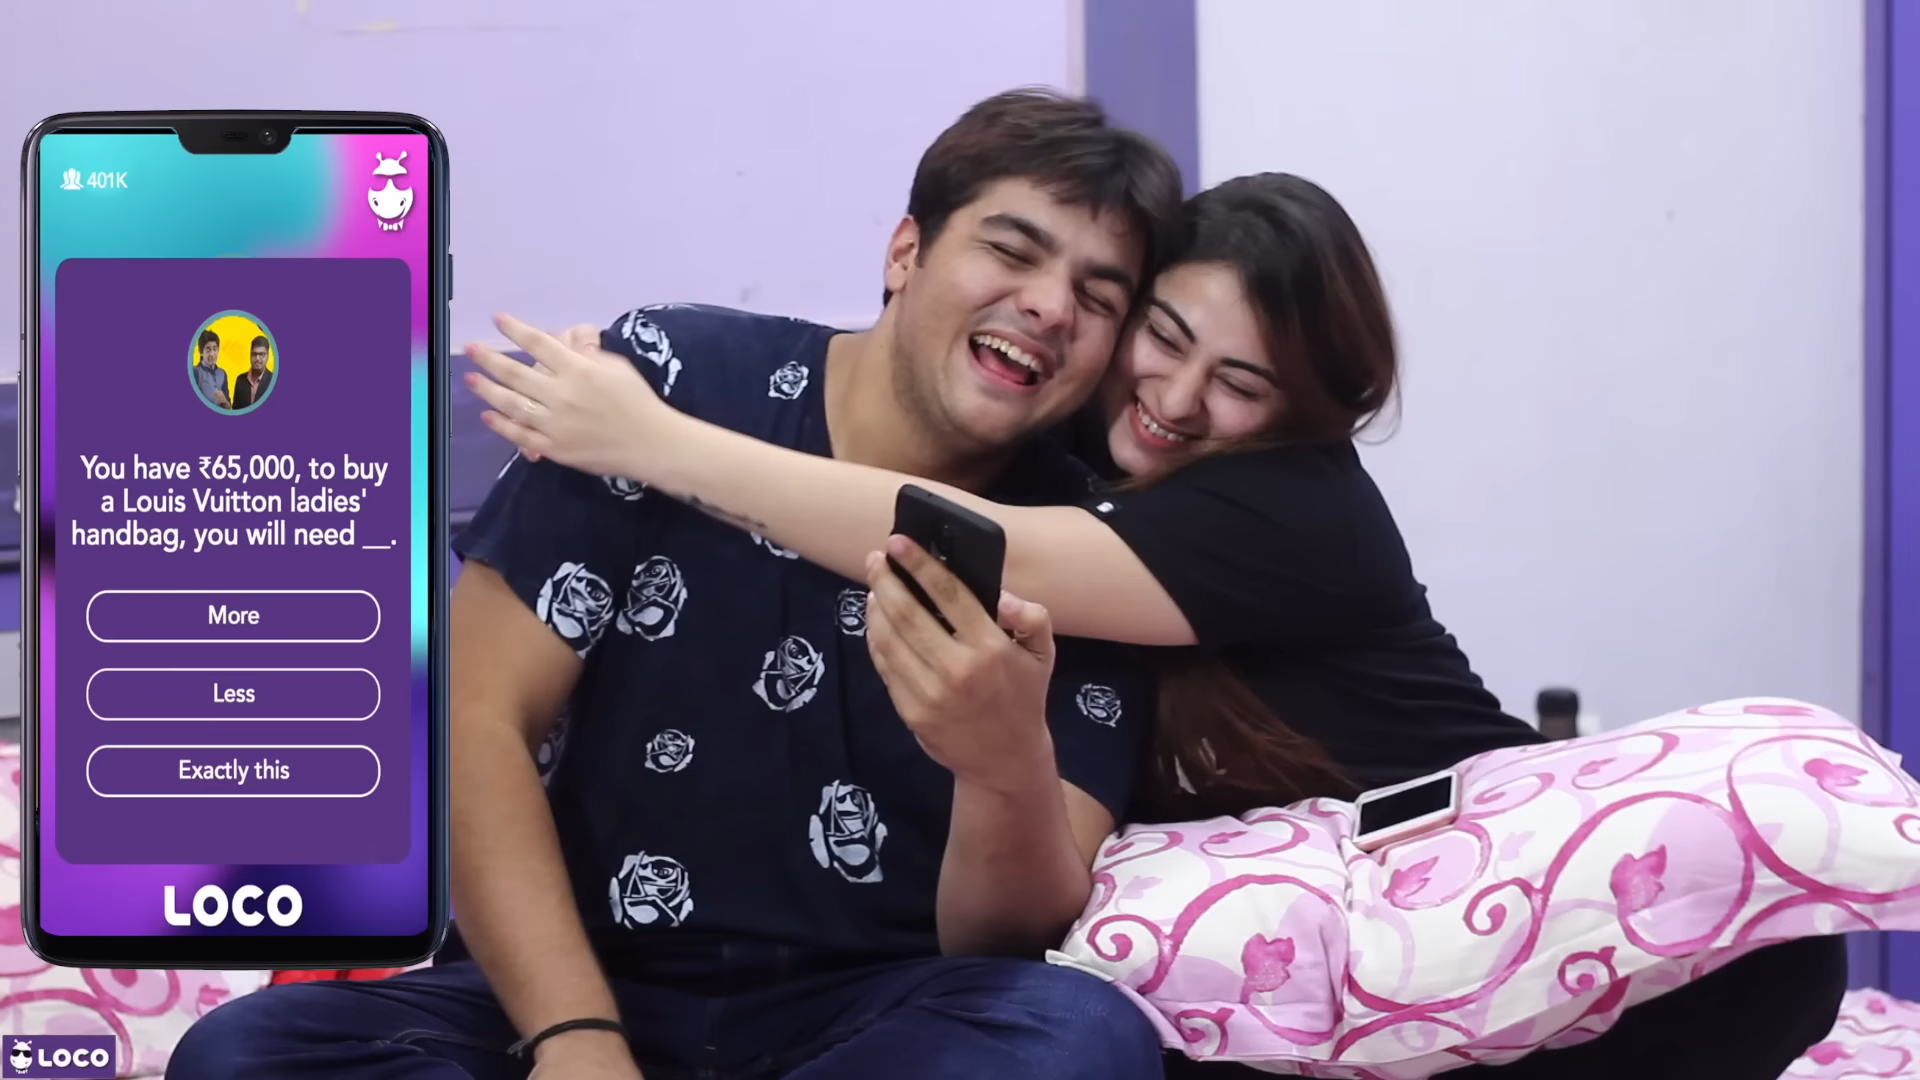 401K
You have ₹65,000, to buy
a Louis Vuitton ladies'
handbag, you will need __.
More
Less
Exactly this
LOCO
LOCO